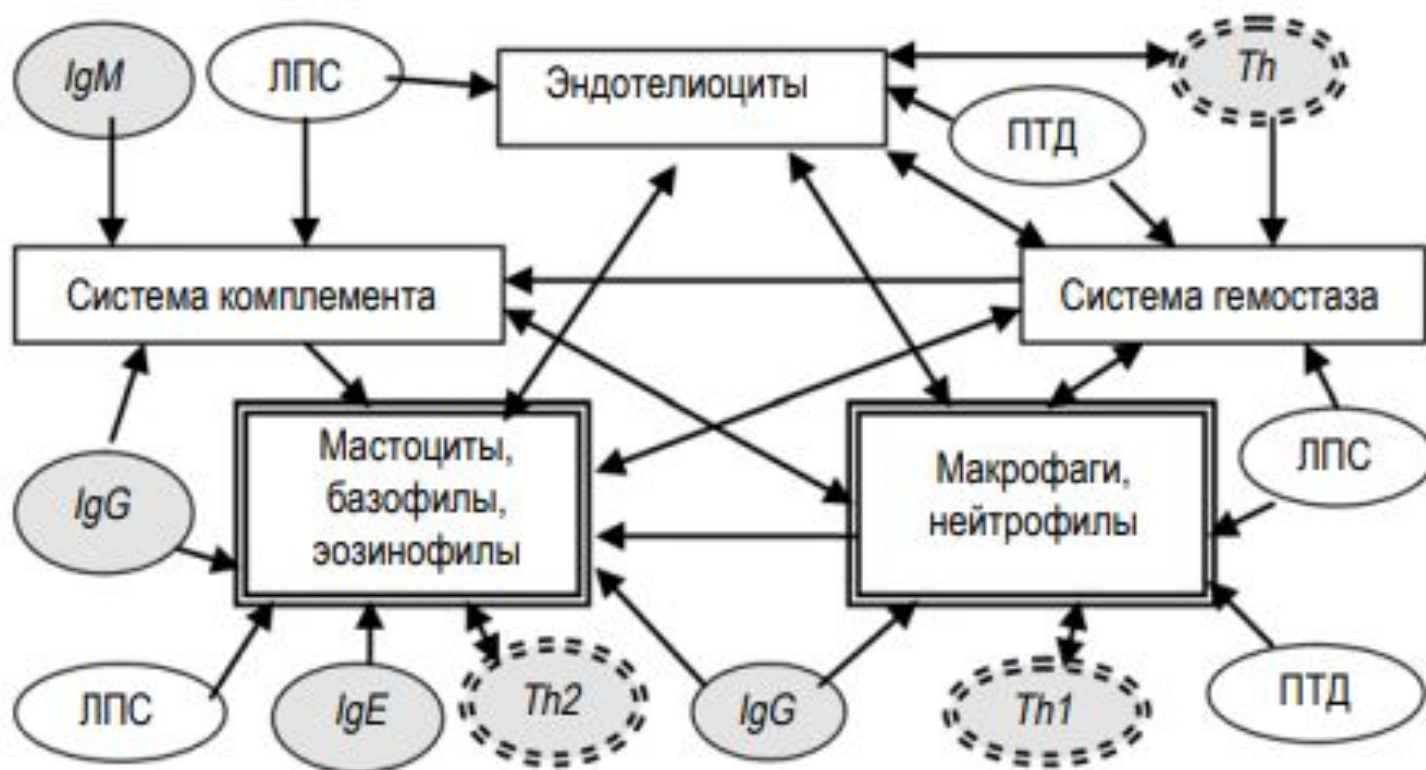 IgM
ЛПС
Эндотелиоциты
Th
ПТД
Система комплемента
Система гемостаза
IgG
Мастоциты,
базофилы,
эозинофилы
Макрофаги,
нейтрофилы
ЛПС
ЛПС
IgE
Th2
IgG
Th1
ПТД